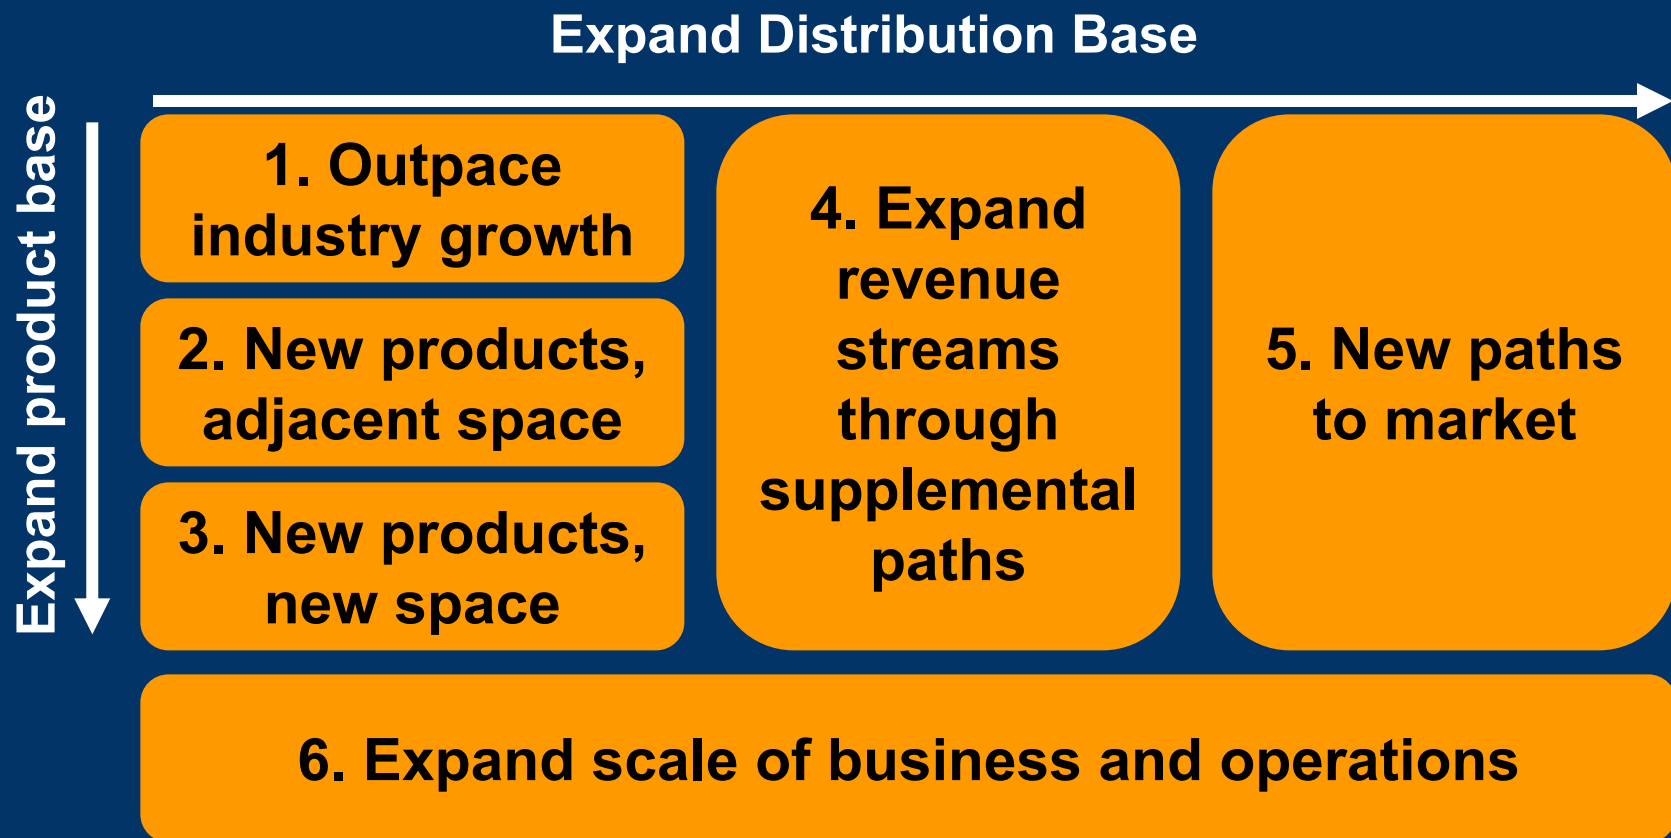 Expand Distribution Base
Expand product base
1. Outpace
industry growth
2. New products,
adjacent space
3. New products,
new space
4. Expand
revenue
streams
through
supplemental
paths
5. New paths
to market
6. Expand scale of business and operations